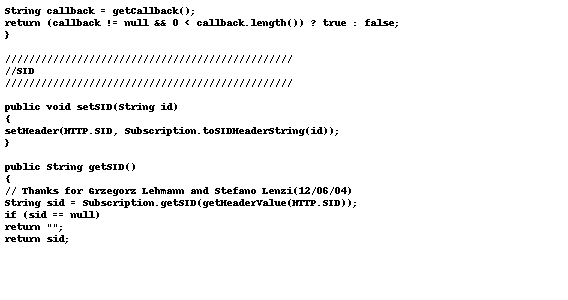 String callback = getCallback();
return (callback != null && 0 < callback.length()) ? true : false;
}
////////////////////////////////////////////////
//SID
////////////////////////////////////////////////
public void setSID(String id)
{
setHeader(HTTP.SID, Subscription.toSIDHeaderString(id));
}
public String getSID()
{
// Thanks for Grzegorz Lehmann and Stefano Lenzi(12/06/04)
String sid = Subscription.getSID(getHeaderValue(HTTP.SID));
if (sid == null)
return "";
return sid;